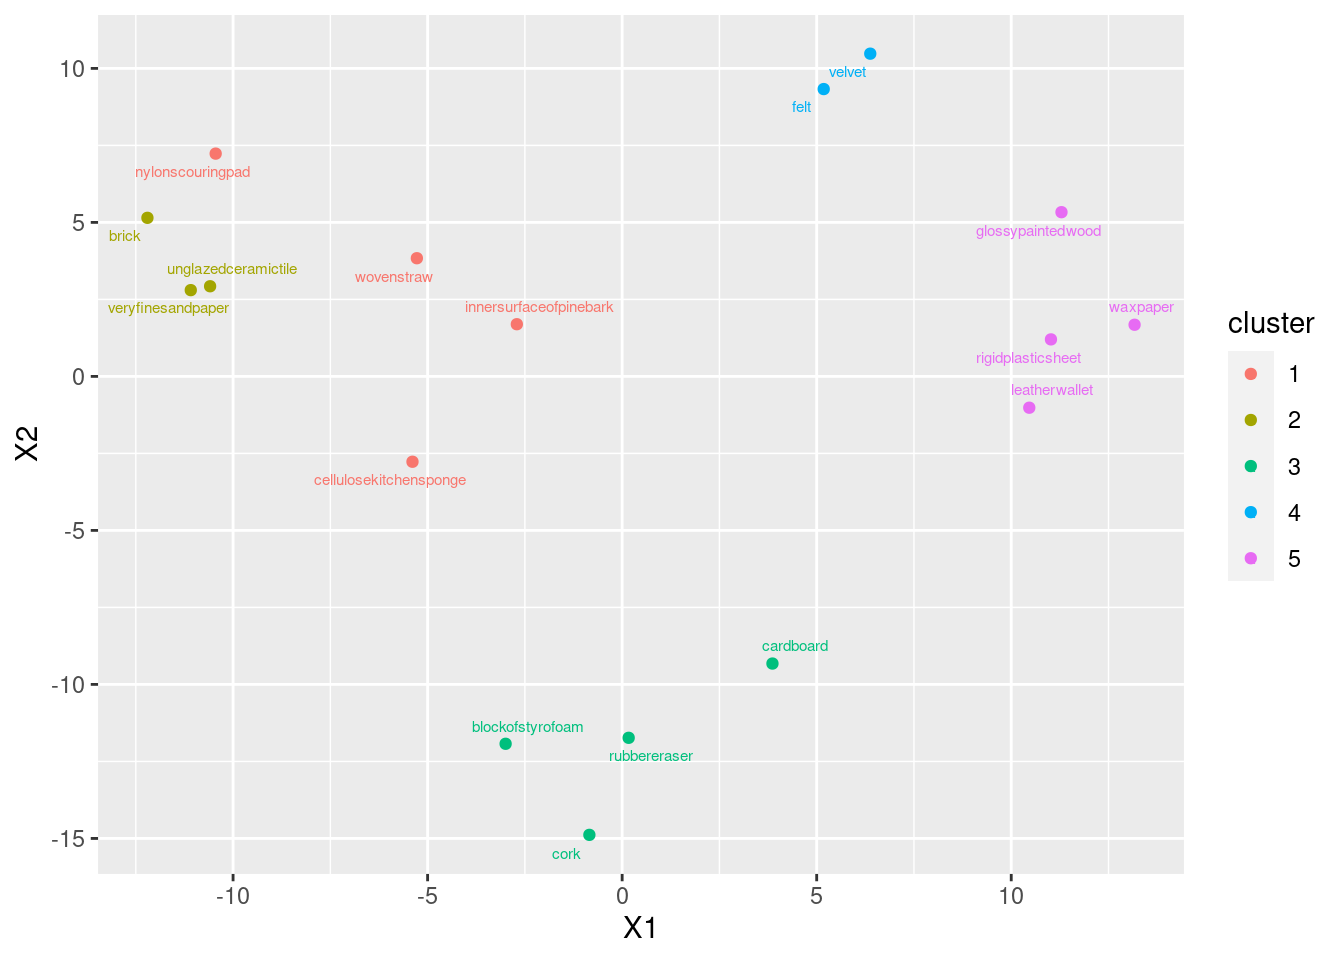 velvet
felt
nylonscouringpad
brick
unglazedceramictile
veryfinesandpaper
wovenstraw
innersurfaceofpinebark
glossypaintedwood
waxpaper
rigidplasticsheet
leatherwallet
cellulosekitchensponge
cardboard
blockofstyrofoam
rubbereraser
cork
10
5
0
-5
-10
-15
X2
-10
-5
0
5
10
X1
cluster
1
2
3
4
5